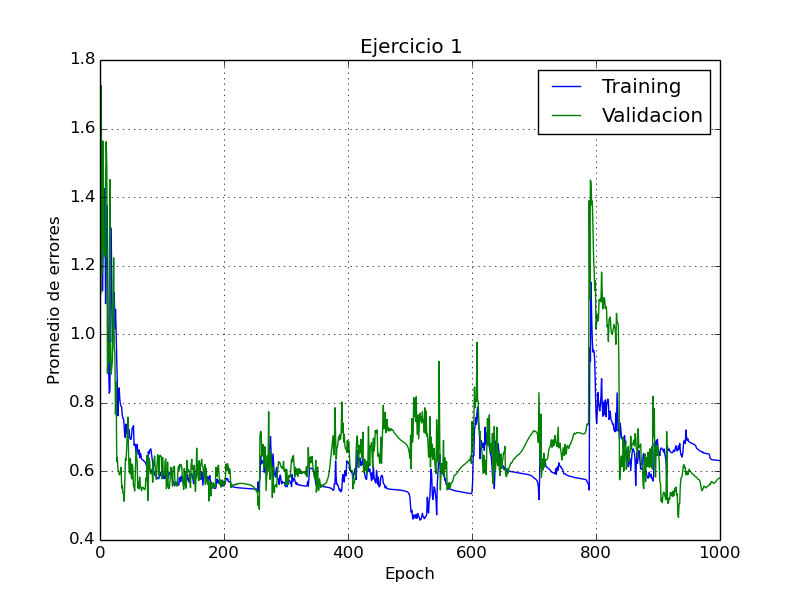 Ejercicio 1
1.8
1.6
1.4
1.2
1.0
0.8
0.6
0.4
Promedio de errores
Training
Validacion
0 200 400 600 800 1000
Epoch